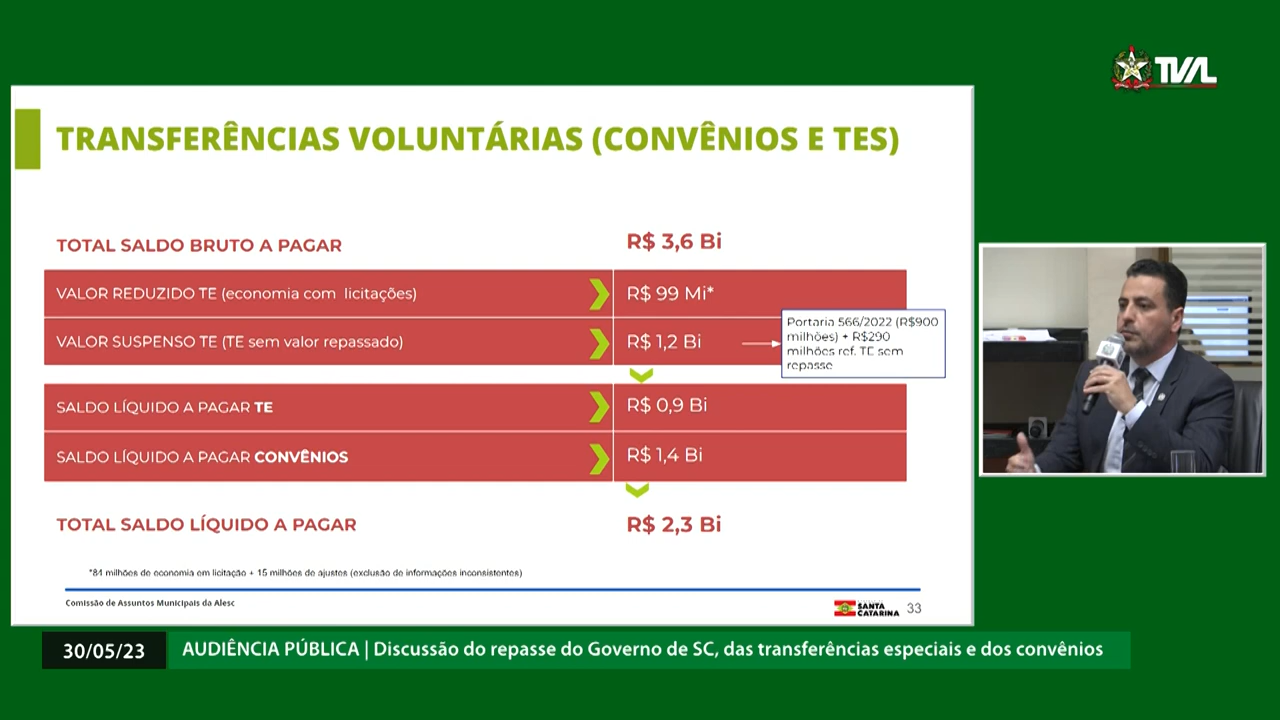 TVAL
TRANSFERÊNCIAS VOLUNTÁRIAS (CONVÊNIOS E TES)
TOTAL SALDO BRUTO A PAGAR R$ 3,6 Bi
VALOR REDUZIDO TE (economia com licitações) R$ 99 Mi*
VALOR SUSPENSO TE (TE sem valor repassado) R$ 1,2 Bi
Portaria 566/2022 (R$900
milhões) + R$290
milhões ref. TE sem
repasse
SALDO LÍQUIDO A PAGAR TE R$ 0,9 Bi
SALDO LÍQUIDO A PAGAR CONVÊNIOS R$ 1,4 Bi
TOTAL SALDO LÍQUIDO A PAGAR R$ 2,3 Bi
*84 milhões de economia em licitação + 15 milhões de ajustes (exclusão de informações inconsistentes)
Comissão de Assuntos Municipais da Alesc
SANTA
CATARINA
33
30/05/23 AUDIÊNCIA PÚBLICA | Discussão do repasse do Governo de SC, das transferências especiais e dos convênios